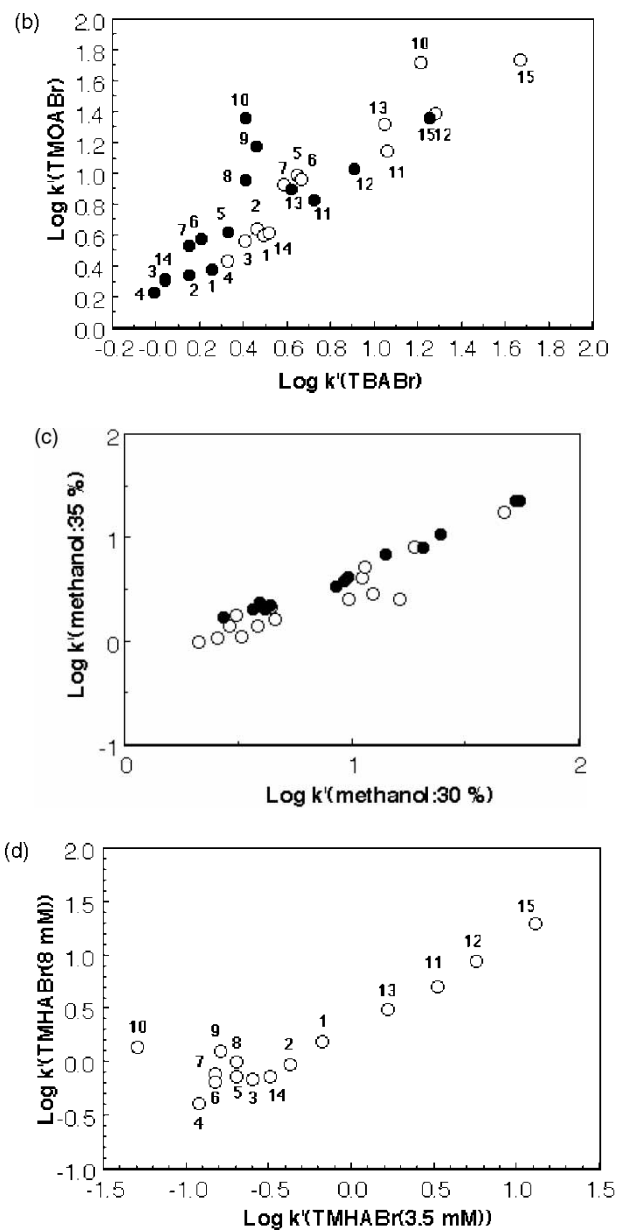 (b)
Log k'(TMOABr)
2.0
1.8
1.6
1.4
1.2
1.0
0.8
0.6
0.4
0.2
0.0
10
15
10
13
9
15 12
5
7 6
11
8
12
13
6 5 2
7
11
14
3
3 1 14
4 2 1 4
-0.2 -0.0 0.2 0.4 0.6 0.8 1.0 1.2 1.4 1.6 1.8 2.0
Log k'(TBABr)
(c)
Log k'(methanol:35 %)
2
1
0
-1
0 1 2
Log k'(methanol:30 %)
(d)
Log k'(TMHABr(8 mM))
2.0
1.5
1.0
0.5
0.0
-0.5
-1.0
15
12
11
13
10 9 1
8 2
7
6 5 3 14
4
-1.5 -1.0 -0.5 0.0 0.5 1.0 1.5
Log k'(TMHABr(3.5 mM))